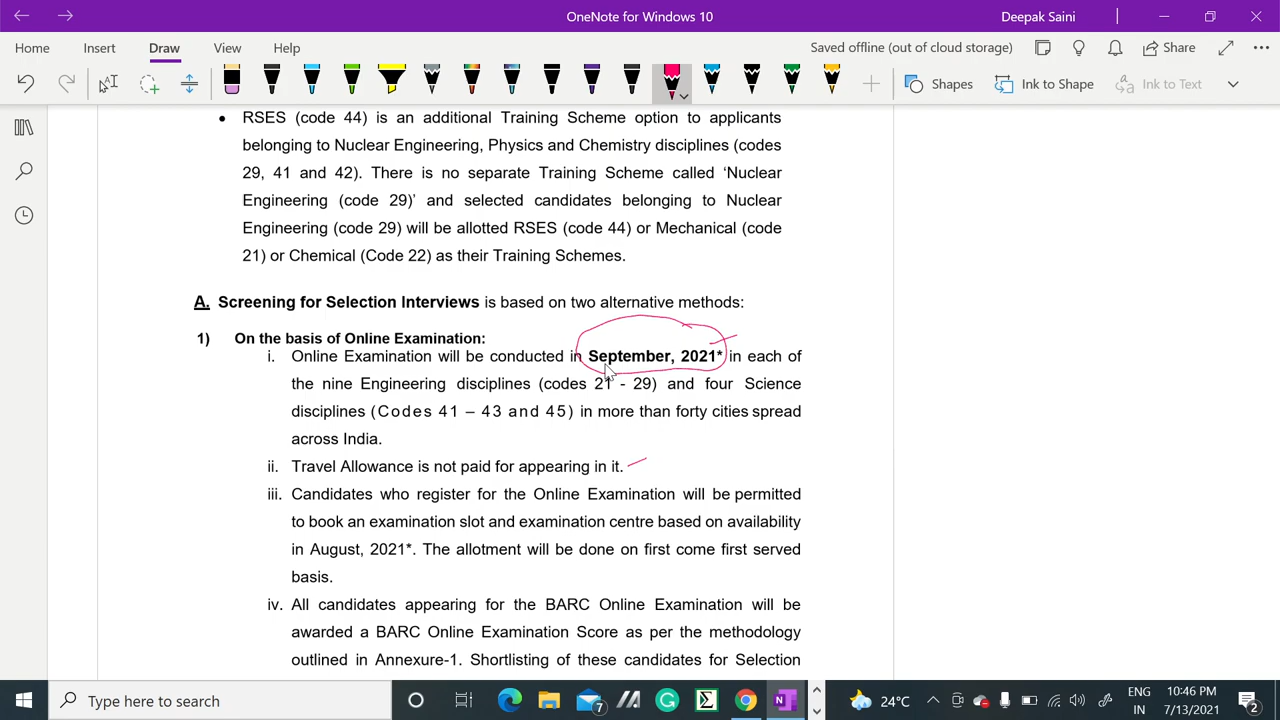 OneNote for Windows 10
Deepak Saini
Home Insert Draw View Help
Saved offline (out of cloud storage)
Share
Shapes
Ink to Shape
Ink to Text
RSES (code 44) is an additional Training Scheme option to applicants
belonging to Nuclear Engineering, Physics and Chemistry disciplines (codes
29, 41 and 42). There is no separate Training Scheme called ‘Nuclear
Engineering (code 29)’ and selected candidates belonging to Nuclear
Engineering (code 29) will be allotted RSES (code 44) or Mechanical (code
21) or Chemical (Code 22) as their Training Schemes.
A. Screening for Selection Interviews is based on two alternative methods:
1) On the basis of Online Examination:
i. Online Examination will be conducted in September, 2021* in each of
the nine Engineering disciplines (codes 21 - 29) and four Science
disciplines (Codes 41 – 43 and 45) in more than forty cities spread
across India.
ii. Travel Allowance is not paid for appearing in it.
iii. Candidates who register for the Online Examination will be permitted
to book an examination slot and examination centre based on availability
in August, 2021*. The allotment will be done on first come first served
basis.
iv. All candidates appearing for the BARC Online Examination will be
awarded a BARC Online Examination Score as per the methodology
outlined in Annexure-1. Shortlisting of these candidates for Selection
Type here to search
7
24°C
ENG
IN
10:46 PM
7/13/2021
2